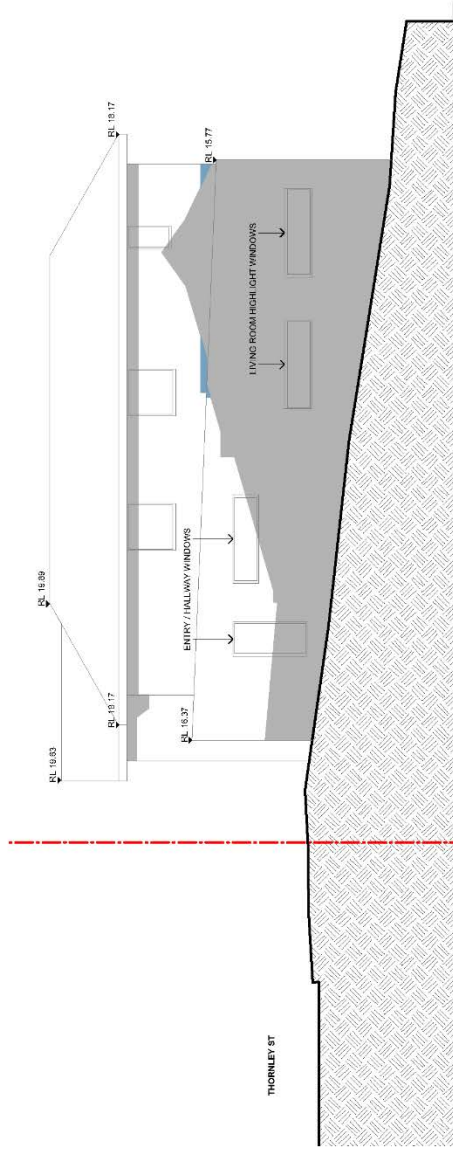 RL 19.89
RL 19.83
RL 18.17
RL 18.17
ENTRY / HALLWAY WINDOWS
RL 16.37
RL 15.77
LIVING ROOM HIGHLIGHT WINDOWS
THORNLEY ST